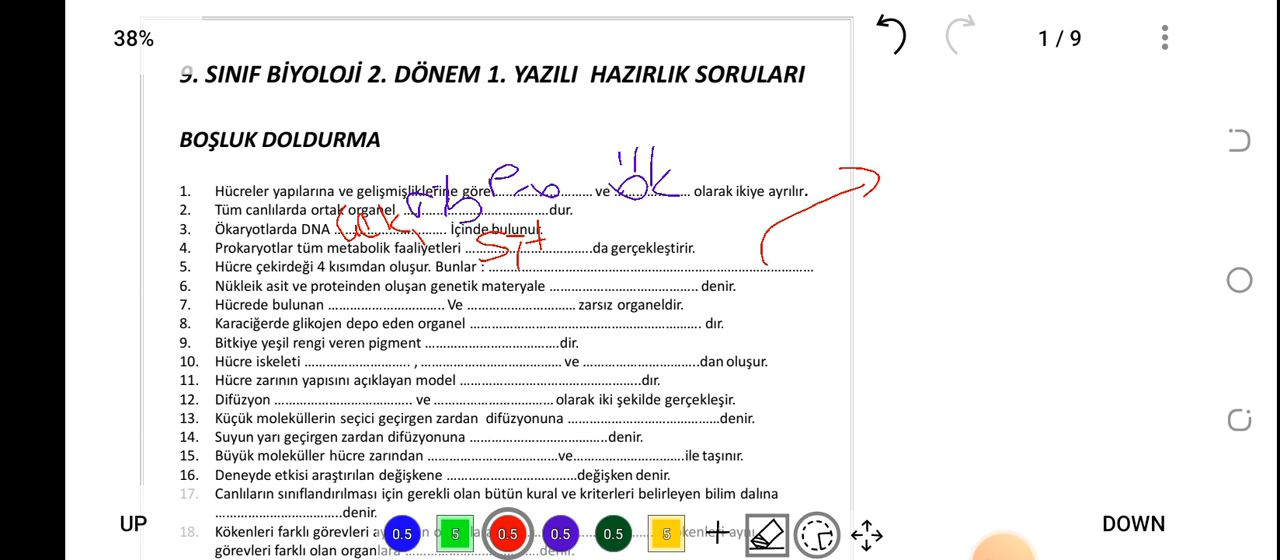 38%
1 / 9
9. SINIF BİYOLOJİ 2. DÖNEM 1. YAZILI HAZIRLIK SORULARI
BOŞLUK DOLDURMA
1. Hücreler yapılarına ve gelişmişliklerine göre ............... ve ök ............... olarak ikiye ayrılır.
2. Tüm canlılarda ortak organel ...............dur.
3. Ökaryotlarda DNA ............... İçinde bulunur.
4. Prokaryotlar tüm metabolik faaliyetleri sit ...............da gerçekleştirir.
5. Hücre çekirdeği 4 kısımdan oluşur. Bunlar : ...............
6. Nükleik asit ve proteinden oluşan genetik materyale ............... denir.
7. Hücrede bulunan ............... Ve ............... zarsız organeldir.
8. Karaciğerde glikojen depo eden organel ............... dır.
9. Bitkiye yeşil rengi veren pigment ...............dir.
10. Hücre iskeleti ............... , ............... ve ...............dan oluşur.
11. Hücre zarının yapısını açıklayan model ...............dır.
12. Difüzyon ............... ve ............... olarak iki şekilde gerçekleşir.
13. Küçük moleküllerin seçici geçirgen zardan difüzyonuna ...............denir.
14. Suyun yarı geçirgen zardan difüzyonuna ...............denir.
15. Büyük moleküller hücre zarından ...............ve...............ile taşınır.
16. Deneyde etkisi araştırılan değişkene ...............değişken denir.
17. Canlıların sınıflandırılması için gerekli olan bütün kural ve kriterleri belirleyen bilim dalına
...............denir.
18. Kökenleri farklı görevleri
görevleri farklı olan organlara ...............denir.
UP
0.5 5 0.5 0.5 0.5 5
DOWN